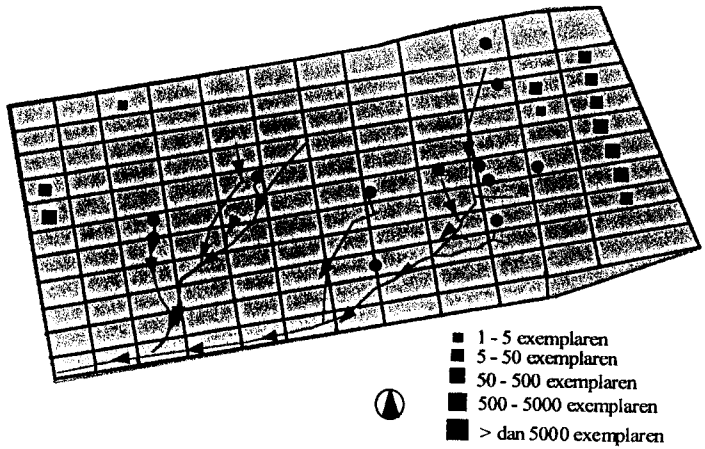 1 - 5 exemplaren
5 - 50 exemplaren
50 - 500 exemplaren
500 - 5000 exemplaren
> dan 5000 exemplaren